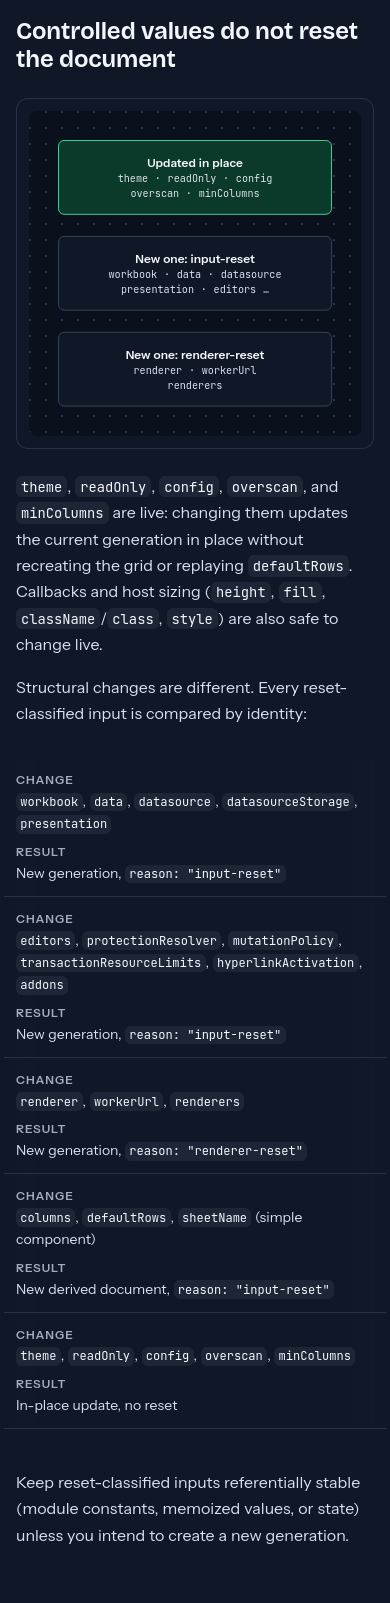 Controlled values do not reset
the document
Updated in place
theme · readOnly · config
overscan · minColumns
New one: input-reset
workbook · data · datasource
presentation · editors …
New one: renderer-reset
renderer · workerUrl
renderers
theme, readOnly, config, overscan, and
minColumns are live: changing them updates
the current generation in place without
recreating the grid or replaying defaultRows.
Callbacks and host sizing (height, fill,
className/class, style) are also safe to
change live.
Structural changes are different. Every reset-
classified input is compared by identity:
CHANGE
workbook, data, datasource, datasourceStorage,
presentation
RESULT
New generation, reason: "input-reset"
CHANGE
editors, protectionResolver, mutationPolicy,
transactionResourceLimits, hyperlinkActivation,
addons
RESULT
New generation, reason: "input-reset"
CHANGE
renderer, workerUrl, renderers
RESULT
New generation, reason: "renderer-reset"
CHANGE
columns, defaultRows, sheetName (simple
component)
RESULT
New derived document, reason: "input-reset"
CHANGE
theme, readOnly, config, overscan, minColumns
RESULT
In-place update, no reset
Keep reset-classified inputs referentially stable
(module constants, memoized values, or state)
unless you intend to create a new generation.